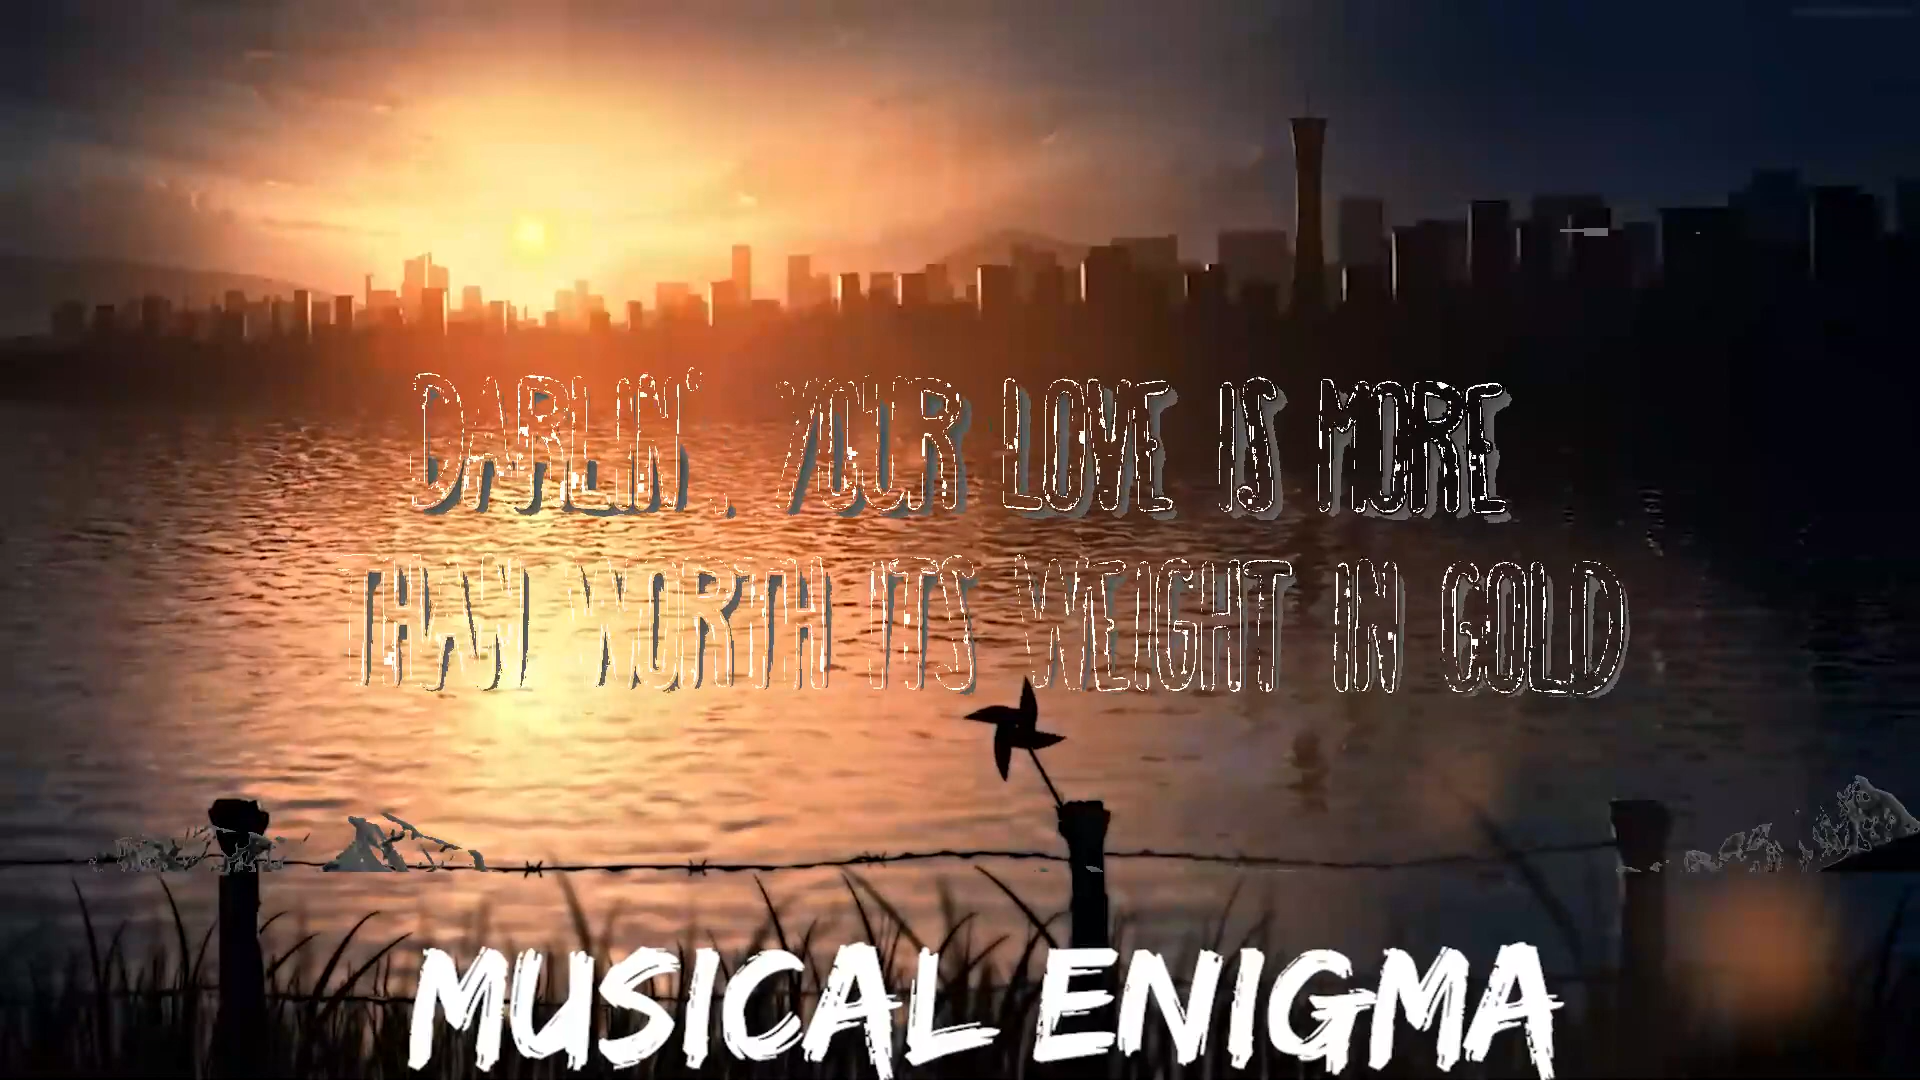 DARLIN', YOUR LOVE IS MORE
THAN WORTH ITS WEIGHT IN GOLD
MUSICAL ENIGMA